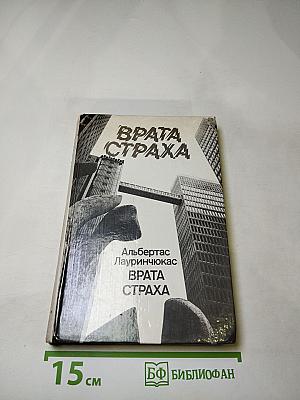 ВРАТА
СТРАХА
Альбертас
Лауринчюкас
ВРАТА
СТРАХА
15 см
БФ БИБЛИОФАН